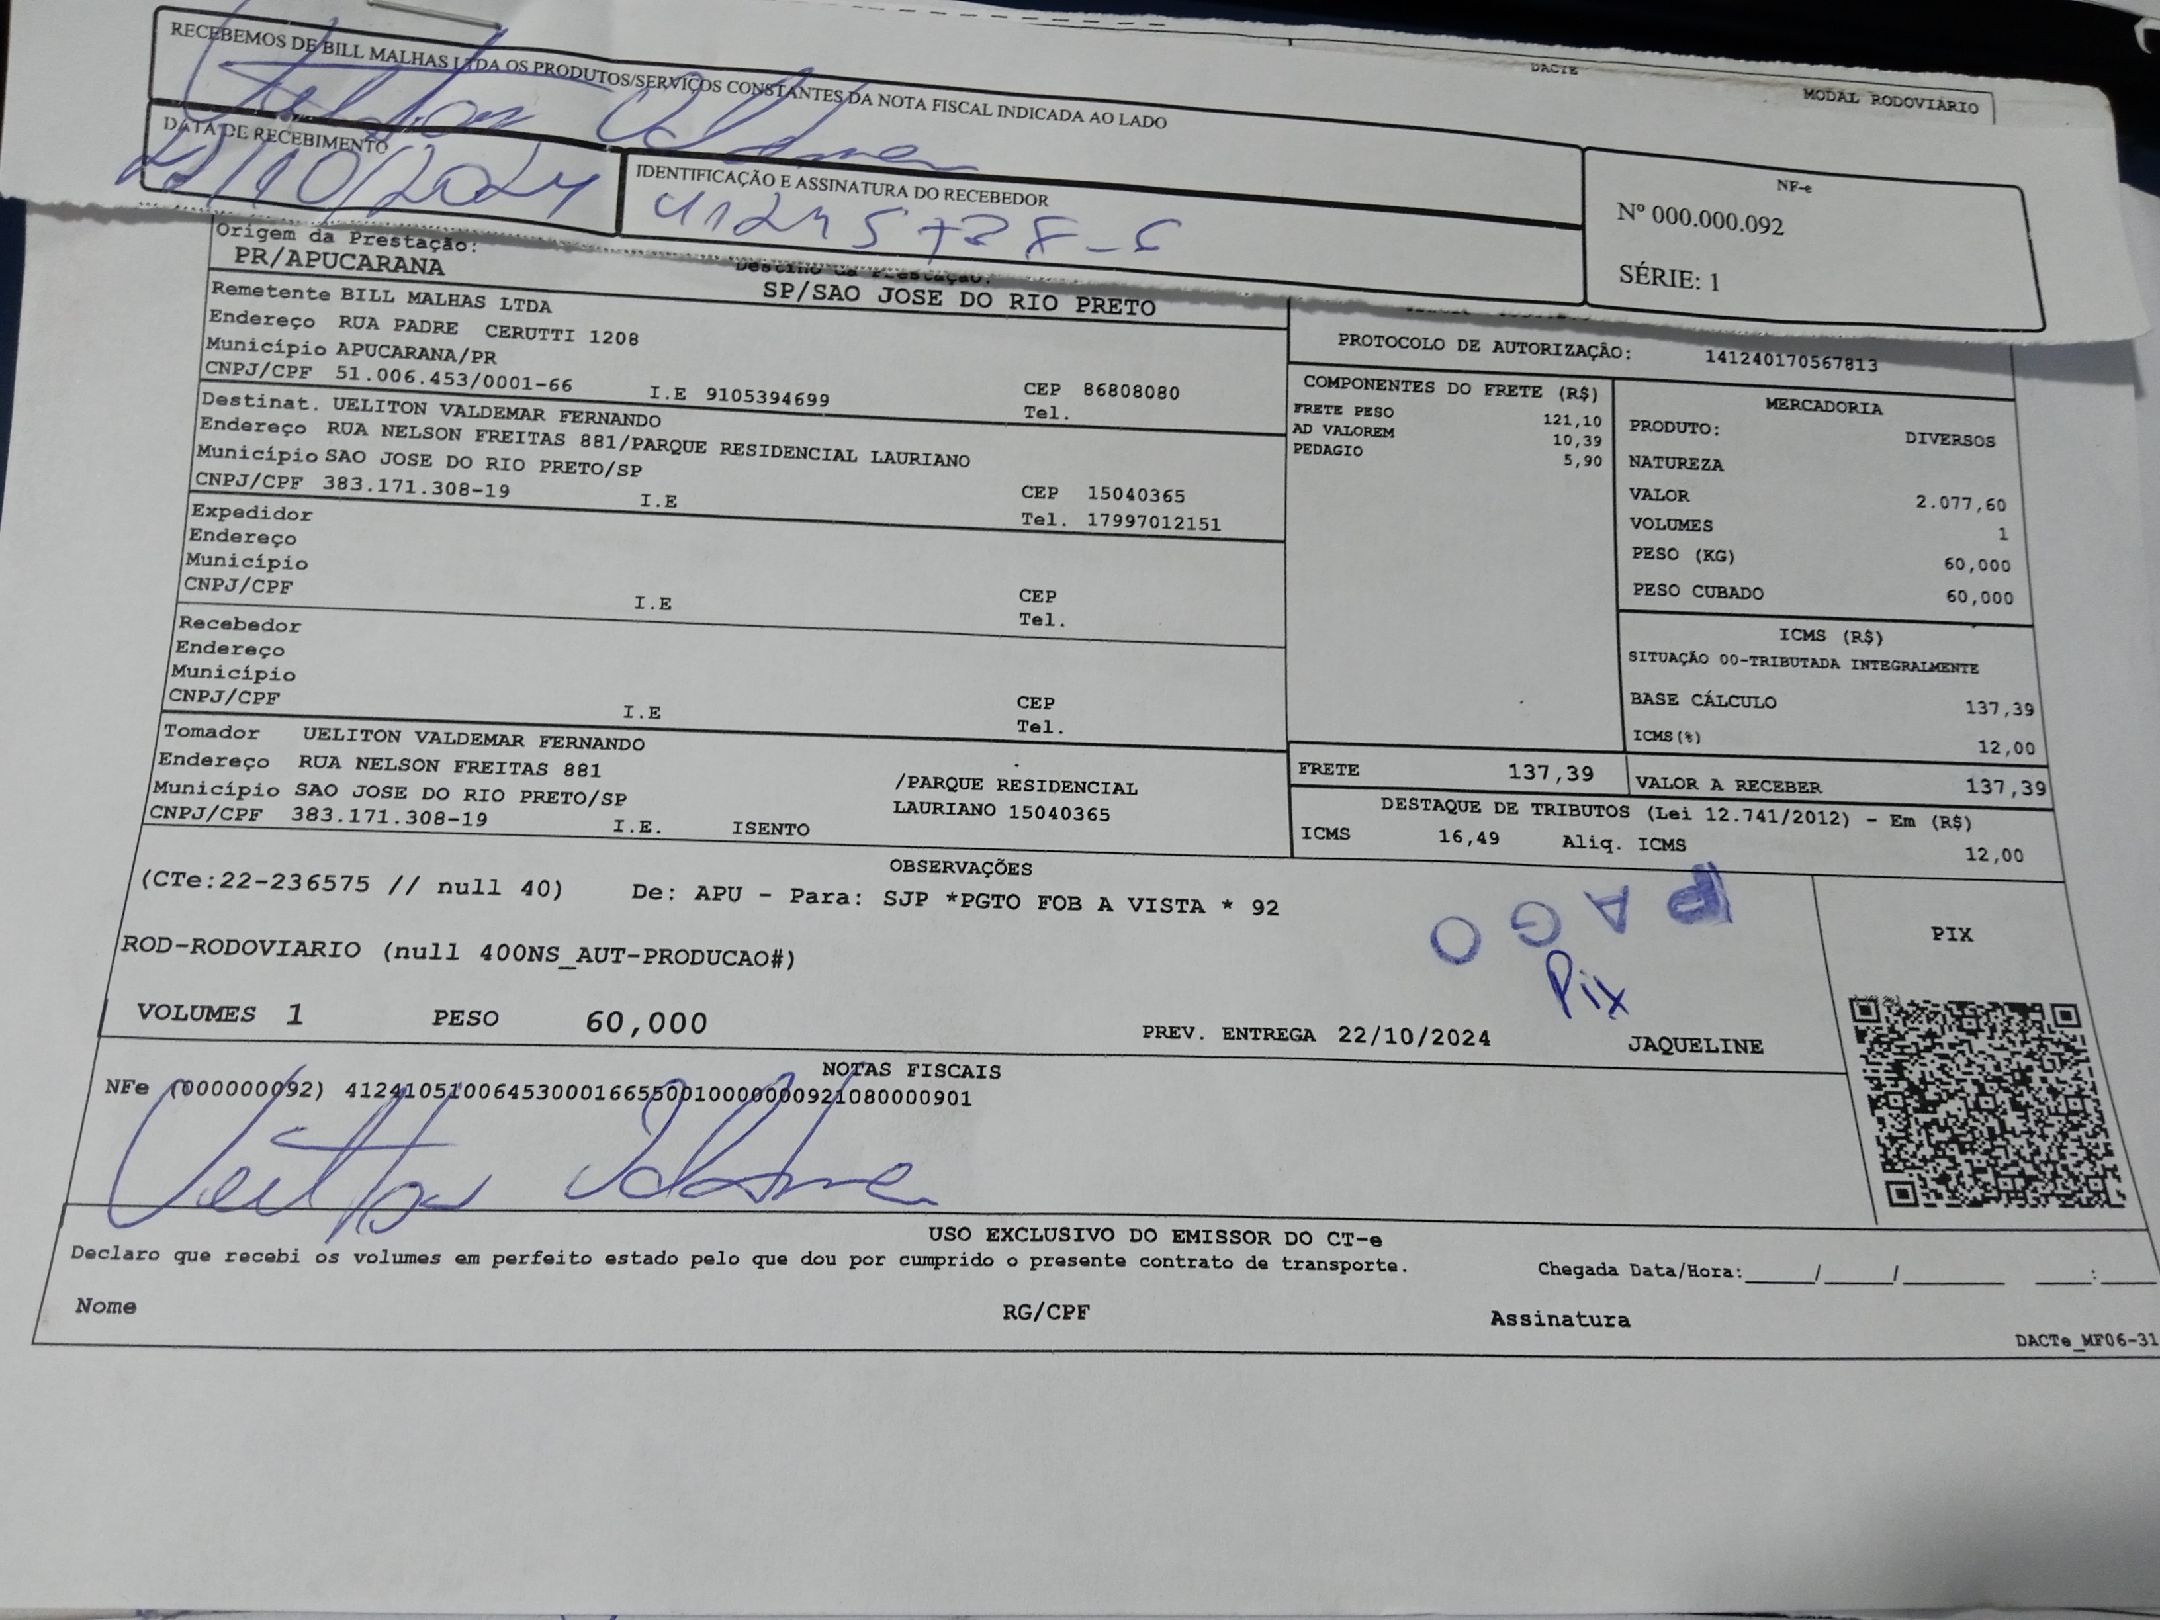 DACTE
MODAL RODOVIÁRIO
RECEBEMOS DE BILL MALHAS LTDA OS PRODUTOS/SERVIÇOS CONSTANTES DA NOTA FISCAL INDICADA AO LADO
DATA DE RECEBIMENTO
22/10/2024
IDENTIFICAÇÃO E ASSINATURA DO RECEBEDOR
NF-e
Nº 000.000.092
SÉRIE: 1
Origem da Prestação:
PR/APUCARANA
Destino da Prestação:
SP/SAO JOSE DO RIO PRETO
Remetente BILL MALHAS LTDA
Endereço RUA PADRE CERUTTI 1208
Município APUCARANA/PR
CNPJ/CPF 51.006.453/0001-66 I.E 9105394699 CEP 86808080
Tel.
Destinat. UELITON VALDEMAR FERNANDO
Endereço RUA NELSON FREITAS 881/PARQUE RESIDENCIAL LAURIANO
Município SAO JOSE DO RIO PRETO/SP CEP 15040365
CNPJ/CPF 383.171.308-19 I.E Tel. 17997012151
Expedidor
Endereço
Município
CNPJ/CPF I.E CEP
Tel.
Recebedor
Endereço
Município
CNPJ/CPF I.E CEP
Tel.
Tomador UELITON VALDEMAR FERNANDO
Endereço RUA NELSON FREITAS 881 /PARQUE RESIDENCIAL
Município SAO JOSE DO RIO PRETO/SP LAURIANO 15040365
CNPJ/CPF 383.171.308-19 I.E. ISENTO
PROTOCOLO DE AUTORIZAÇÃO: 141240170567813
COMPONENTES DO FRETE (R$)
FRETE PESO 121,10
AD VALOREM 10,39
PEDAGIO 5,90
MERCADORIA
PRODUTO: DIVERSOS
NATUREZA
VALOR 2.077,60
VOLUMES 1
PESO (KG) 60,000
PESO CUBADO 60,000
ICMS (R$)
SITUAÇÃO 00-TRIBUTADA INTEGRALMENTE
BASE CÁLCULO 137,39
ICMS(%) 12,00
FRETE 137,39 VALOR A RECEBER 137,39
DESTAQUE DE TRIBUTOS (Lei 12.741/2012) - Em (R$)
ICMS 16,49 Aliq. ICMS 12,00
OBSERVAÇÕES
(CTe:22-236575 // null 40) De: APU - Para: SJP *PGTO FOB A VISTA * 92
PAGO
Pix
PIX
ROD-RODOVIARIO (null 400NS_AUT-PRODUCAO#)
VOLUMES 1 PESO 60,000 PREV. ENTREGA 22/10/2024 JAQUELINE
NOTAS FISCAIS
NFe (000000092) 41241051006453000166550010000000921080000901
USO EXCLUSIVO DO EMISSOR DO CT-e
Declaro que recebi os volumes em perfeito estado pelo que dou por cumprido o presente contrato de transporte. Chegada Data/Hora:____/____/________ ____:____
Nome RG/CPF Assinatura
DACTe_MF06-31